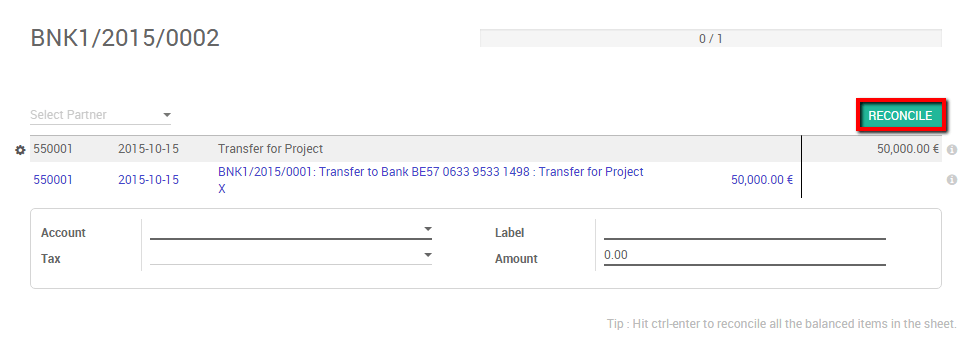 BNK1/2015/0002
0 / 1
Select Partner
RECONCILE
550001 2015-10-15 Transfer for Project 50,000.00 €
550001 2015-10-15 BNK1/2015/0001: Transfer to Bank BE57 0633 9533 1498 : Transfer for Project 50,000.00 €
X
Account Label
Tax Amount 0.00
Tip : Hit ctrl-enter to reconcile all the balanced items in the sheet.